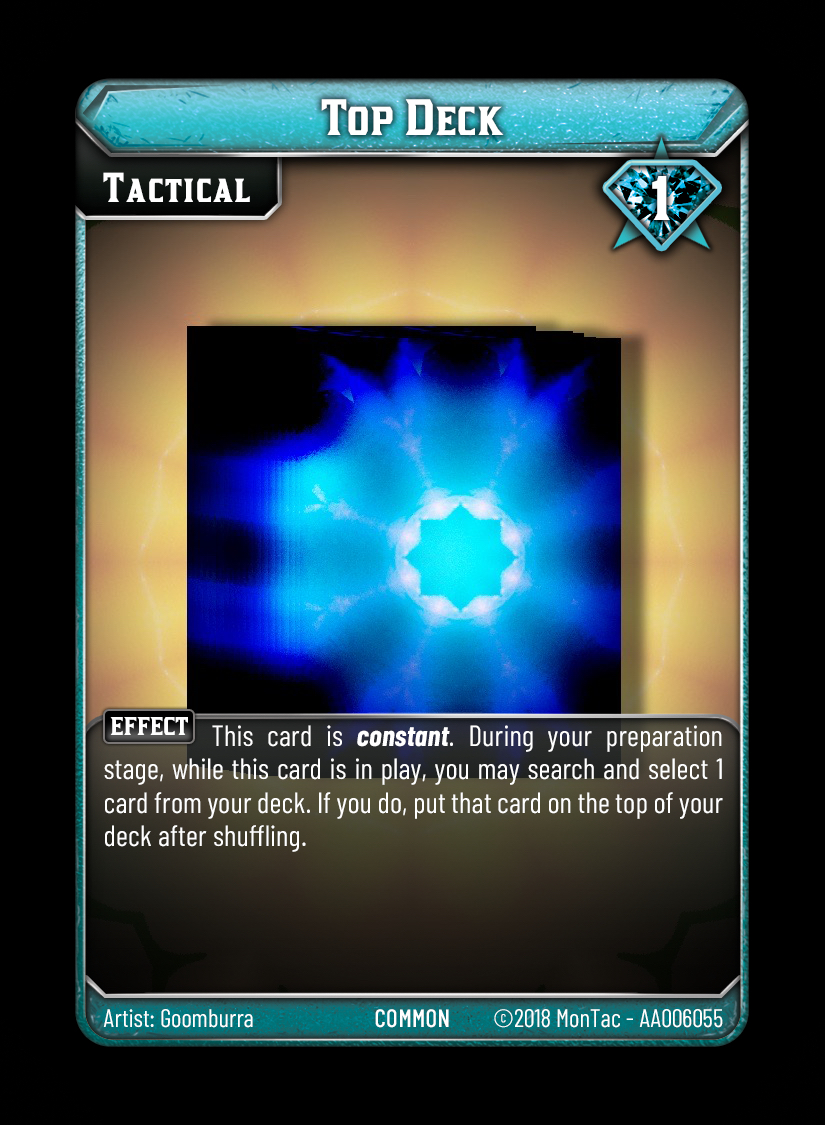 Top Deck
Tactical
1
EFFECT This card is constant. During your preparation
stage, while this card is in play, you may search and select 1
card from your deck. If you do, put that card on the top of your
deck after shuffling.
Artist: Goomburra COMMON ©2018 MonTac - AA006055